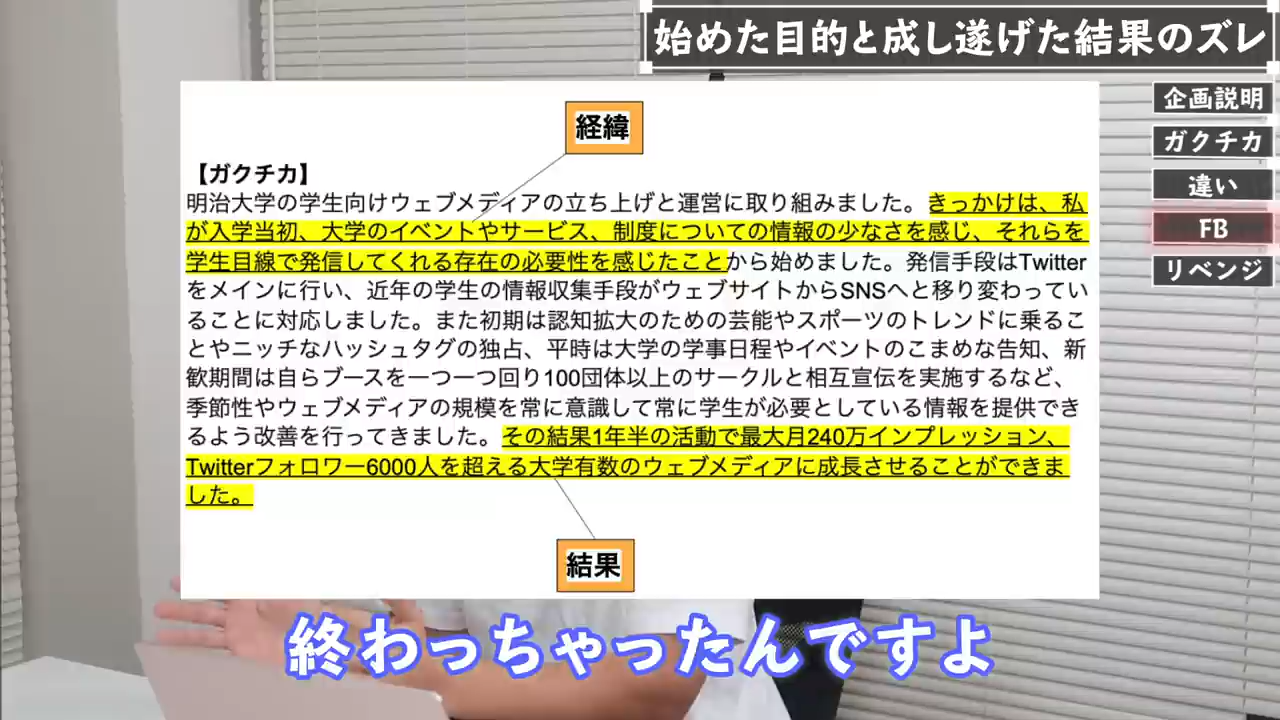 始めた目的と成し遂げた結果のズレ
企画説明
ガクチカ
違い
FB
リベンジ
経緯
【ガクチカ】
明治大学の学生向けウェブメディアの立ち上げと運営に取り組みました。きっかけは、私
が入学当初、大学のイベントやサービス、制度についての情報の少なさを感じ、それらを
学生目線で発信してくれる存在の必要性を感じたことから始めました。発信手段はTwitter
をメインに行い、近年の学生の情報収集手段がウェブサイトからSNSへと移り変わってい
ることに対応しました。また初期は認知拡大のための芸能やスポーツのトレンドに乗るこ
とやニッチなハッシュタグの独占、平時は大学の学事日程やイベントのこまめな告知、新
歓期間は自らブースを一つ一つ回り100団体以上のサークルと相互宣伝を実施するなど、
季節性やウェブメディアの規模を常に意識して常に学生が必要としている情報を提供でき
るよう改善を行ってきました。その結果1年半の活動で最大月240万インプレッション、
Twitterフォロワー6000人を超える大学有数のウェブメディアに成長させることができま
した。
結果
終わっちゃったんですよ